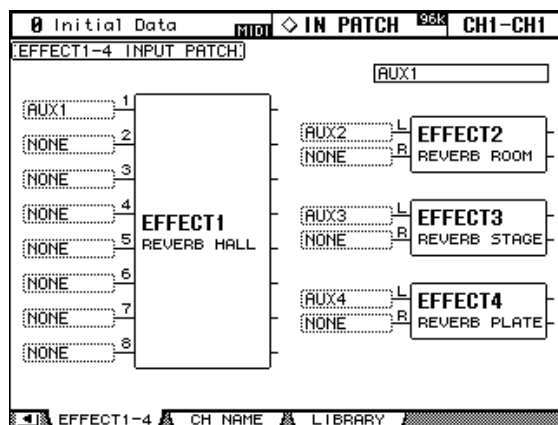 0 Initial Data MIDI ◇ IN PATCH 96k CH1-CH1
EFFECT1-4 INPUT PATCH
AUX1
AUX1 1
NONE 2
NONE 3
NONE 4
NONE 5
NONE 6
NONE 7
NONE 8
EFFECT1
REVERB HALL
AUX2 L
NONE R
EFFECT2
REVERB ROOM
AUX3 L
NONE R
EFFECT3
REVERB STAGE
AUX4 L
NONE R
EFFECT4
REVERB PLATE
EFFECT1-4 CH NAME LIBRARY